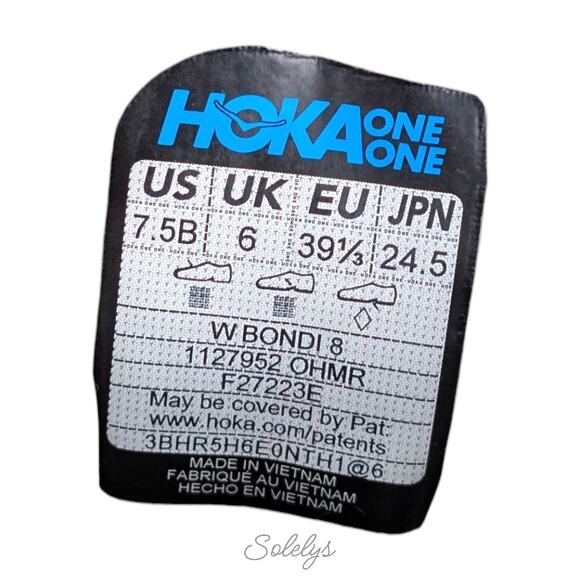 HOKA ONE ONE
US UK EU JPN
7.5B 6 39⅓ 24.5
W BONDI 8
1127952 OHMR
F27223E
May be covered by Pat:
www.hoka.com/patents
3BHR5H6E0NTH1@6
MADE IN VIETNAM
FABRIQUÉ AU VIETNAM
HECHO EN VIETNAM
Solelys